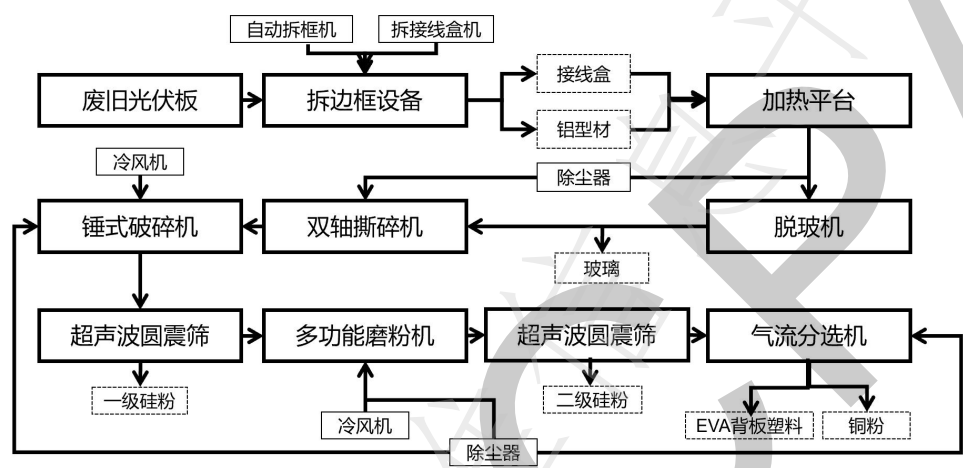 自动拆框机
拆接线盒机
废旧光伏板
拆边框设备
接线盒
铝型材
加热平台
冷风机
除尘器
锤式破碎机
双轴撕碎机
脱玻机
玻璃
超声波圆震筛
多功能磨粉机
超声波圆震筛
气流分选机
一级硅粉
冷风机
二级硅粉
EVA背板塑料
铜粉
除尘器